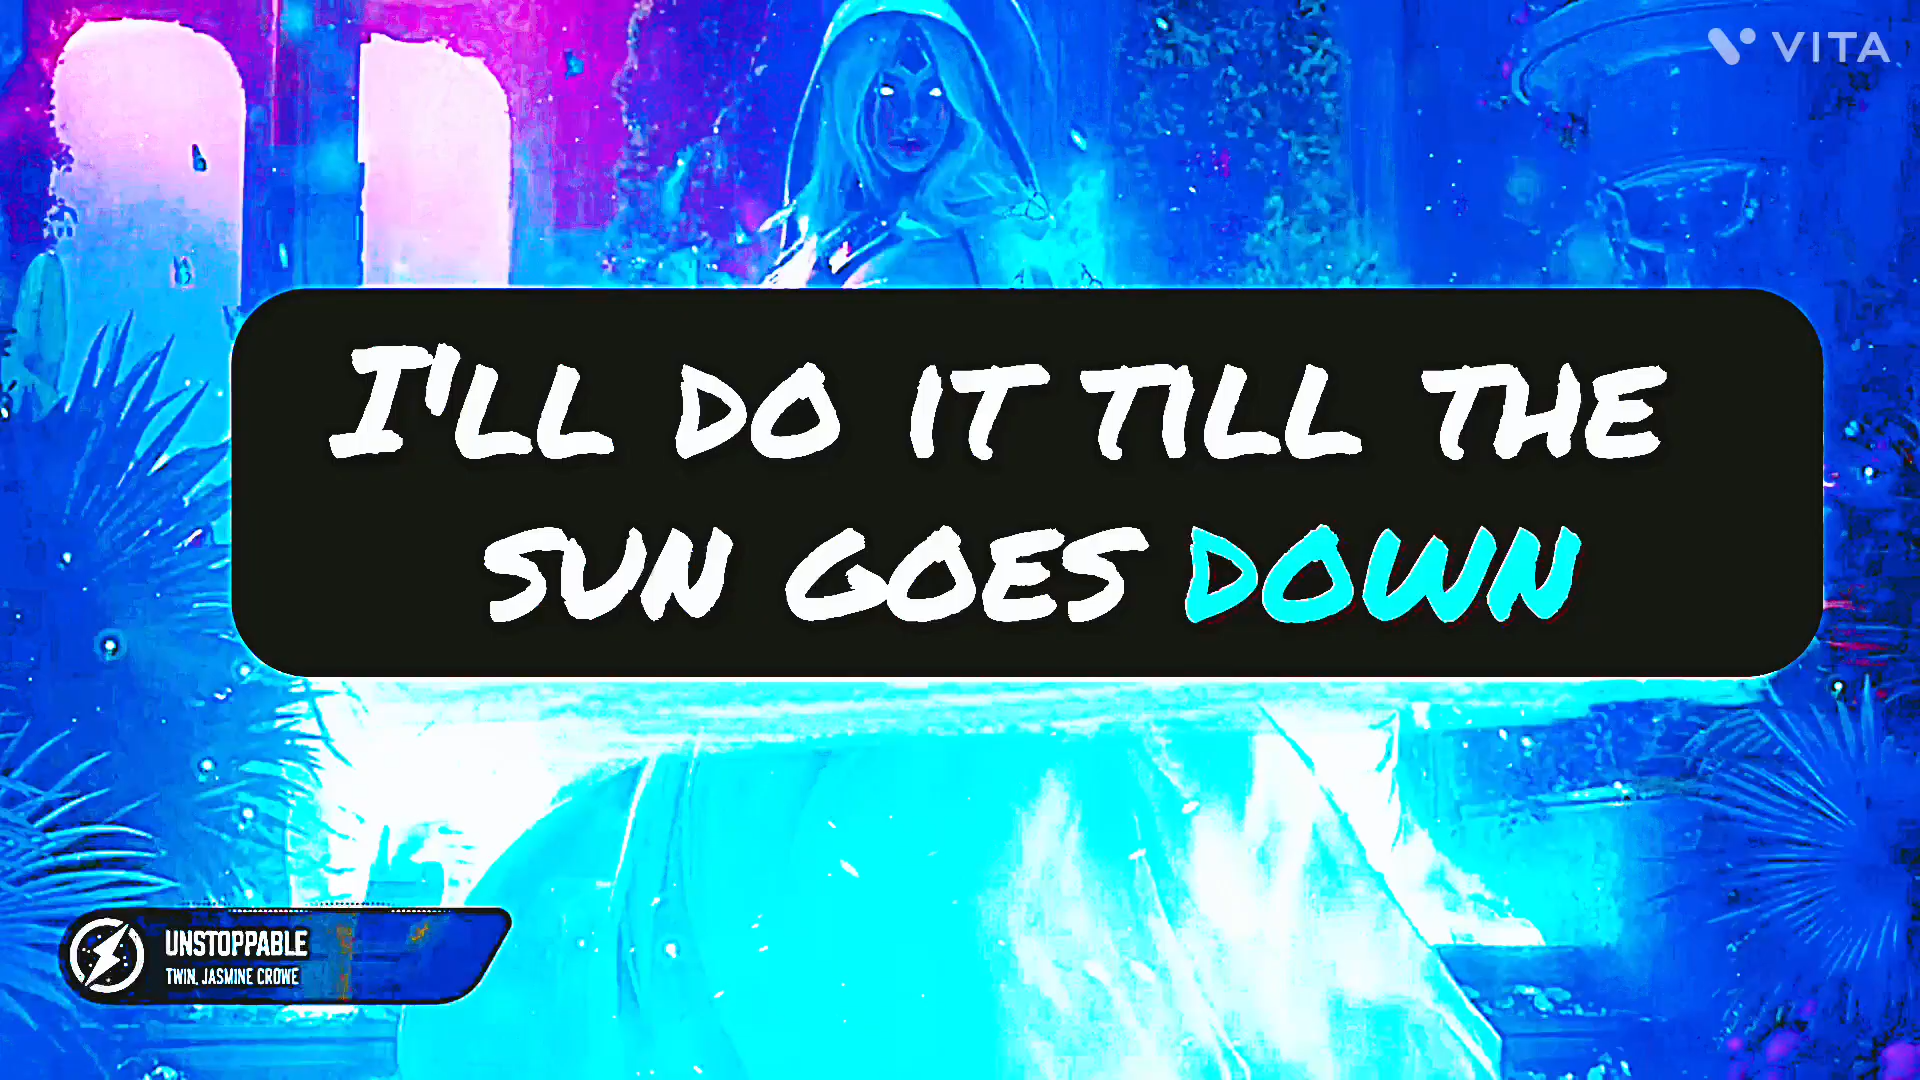 VITA
I'LL DO IT TILL THE
SUN GOES DOWN
UNSTOPPABLE
TWIN, JASMINE CROWE